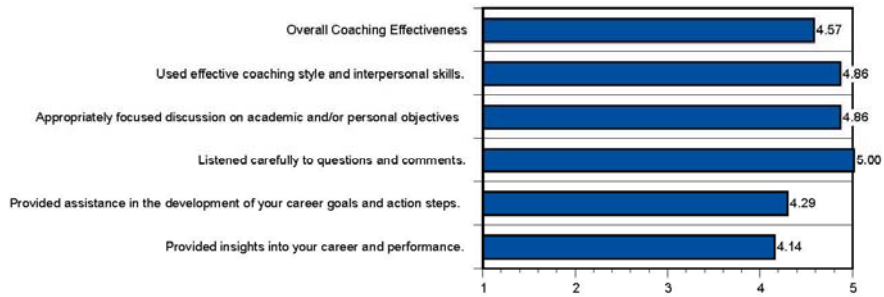 Overall Coaching Effectiveness 4.57
Used effective coaching style and interpersonal skills. 4.86
Appropriately focused discussion on academic and/or personal objectives 4.86
Listened carefully to questions and comments. 5.00
Provided assistance in the development of your career goals and action steps. 4.29
Provided insights into your career and performance. 4.14
1 2 3 4 5